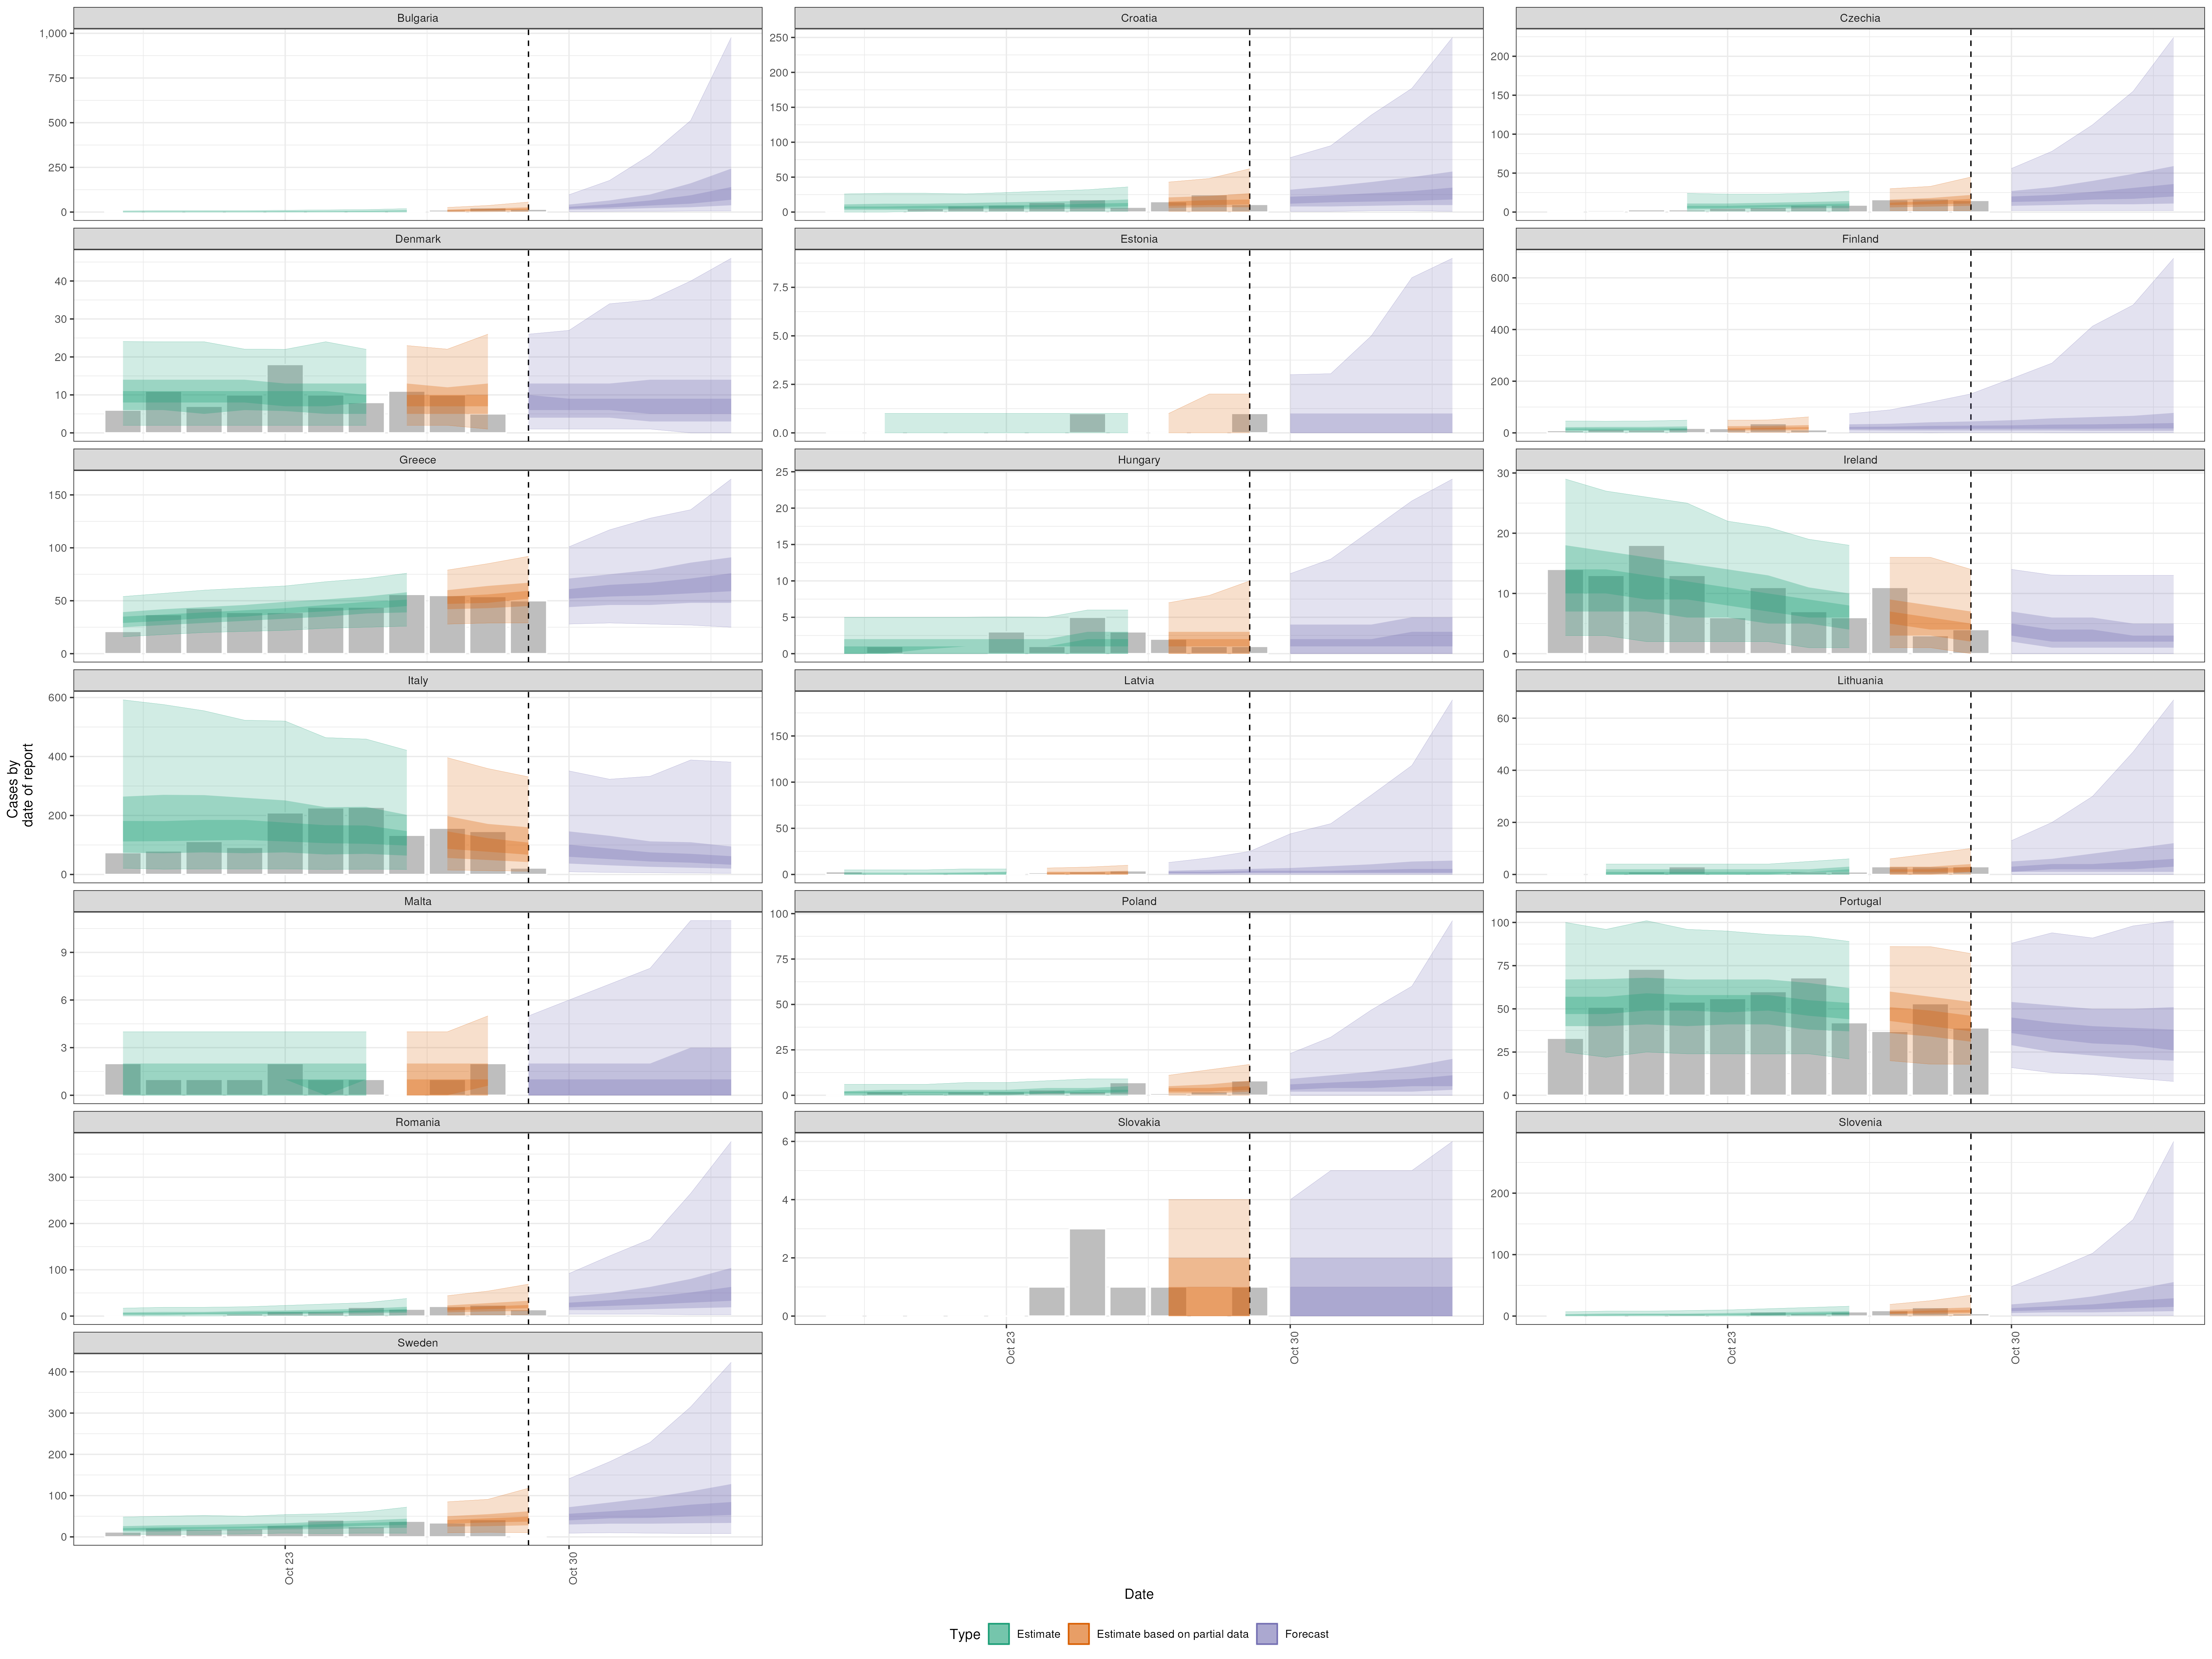 Bulgaria
Croatia
Czechia
1,000
750
500
250
0
250
200
150
100
50
0
200
150
100
50
0
Denmark
Estonia
Finland
40
30
20
10
0
7.5
5.0
2.5
0.0
600
400
200
0
Greece
Hungary
Ireland
150
100
50
0
25
20
15
10
5
0
30
20
10
0
Italy
Latvia
Lithuania
600
400
200
0
150
100
50
0
60
40
20
0
Cases by
date of report
Malta
Poland
Portugal
9
6
3
0
100
75
50
25
0
100
75
50
25
0
Romania
Slovakia
Slovenia
300
200
100
0
6
4
2
0
200
100
0
Oct 23
Oct 30
Oct 23
Oct 30
Sweden
400
300
200
100
0
Oct 23
Oct 30
Date
Type Estimate Estimate based on partial data Forecast